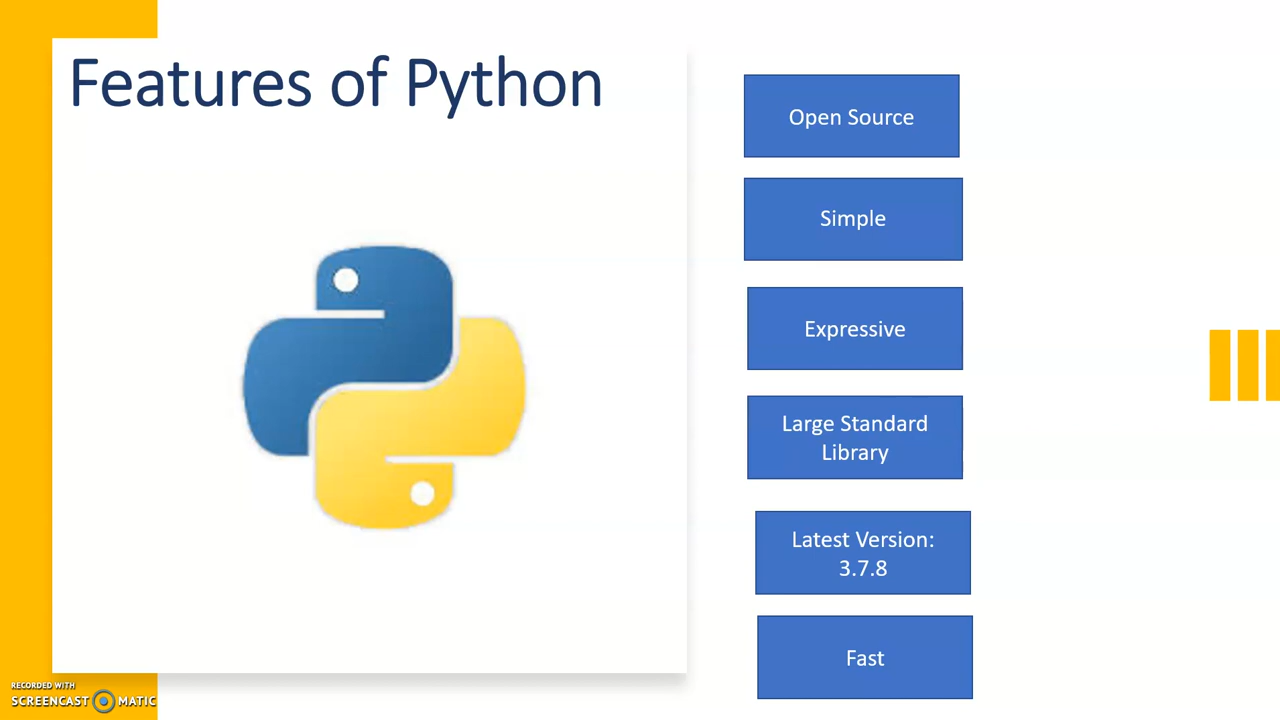 Features of Python
Open Source
Simple
Expressive
Large Standard
Library
Latest Version:
3.7.8
Fast
RECORDED WITH
SCREENCAST MATIC